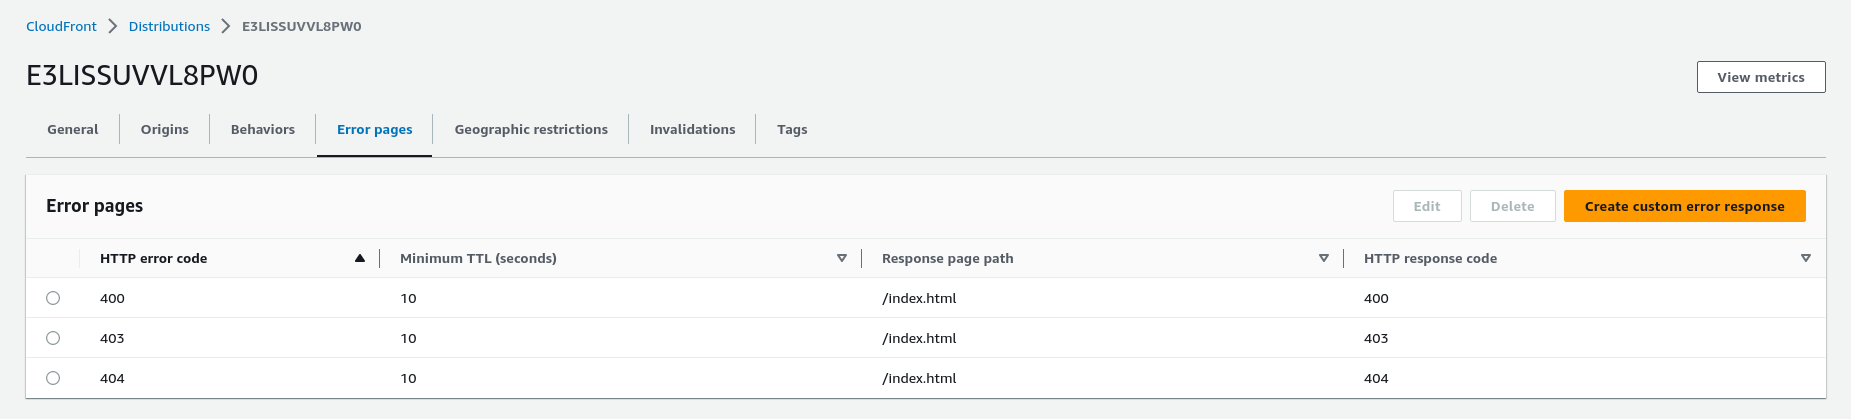 CloudFront > Distributions > E3LISSUVVL8PW0
E3LISSUVVL8PW0
View metrics
General Origins Behaviors Error pages Geographic restrictions Invalidations Tags
Error pages
Edit Delete Create custom error response
HTTP error code Minimum TTL (seconds) Response page path HTTP response code
400 10 /index.html 400
403 10 /index.html 403
404 10 /index.html 404